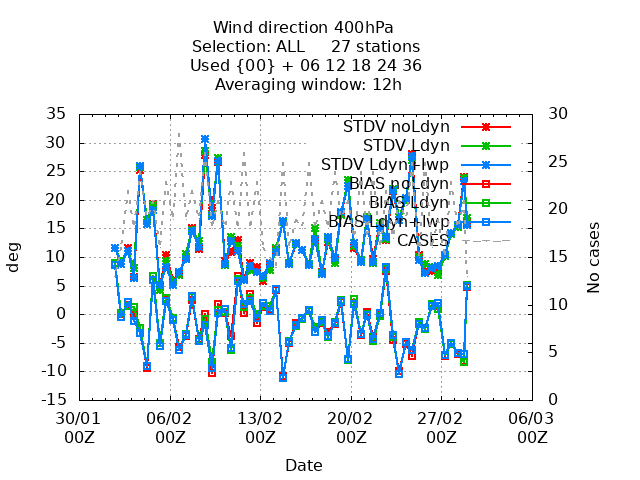 Wind direction 400hPa
Selection: ALL 27 stations
Used {00} + 06 12 18 24 36
Averaging window: 12h
35
30
25
20
15
10
5
0
-5
-10
-15
deg
30
25
20
15
10
5
0
No cases
STDV noLdyn
STDV Ldyn
STDV Ldyn+lwp
BIAS noLdyn
BIAS Ldyn
BIAS Ldyn+lwp
CASES
30/01 06/02 13/02 20/02 27/02 06/03
00Z 00Z 00Z 00Z 00Z 00Z
Date